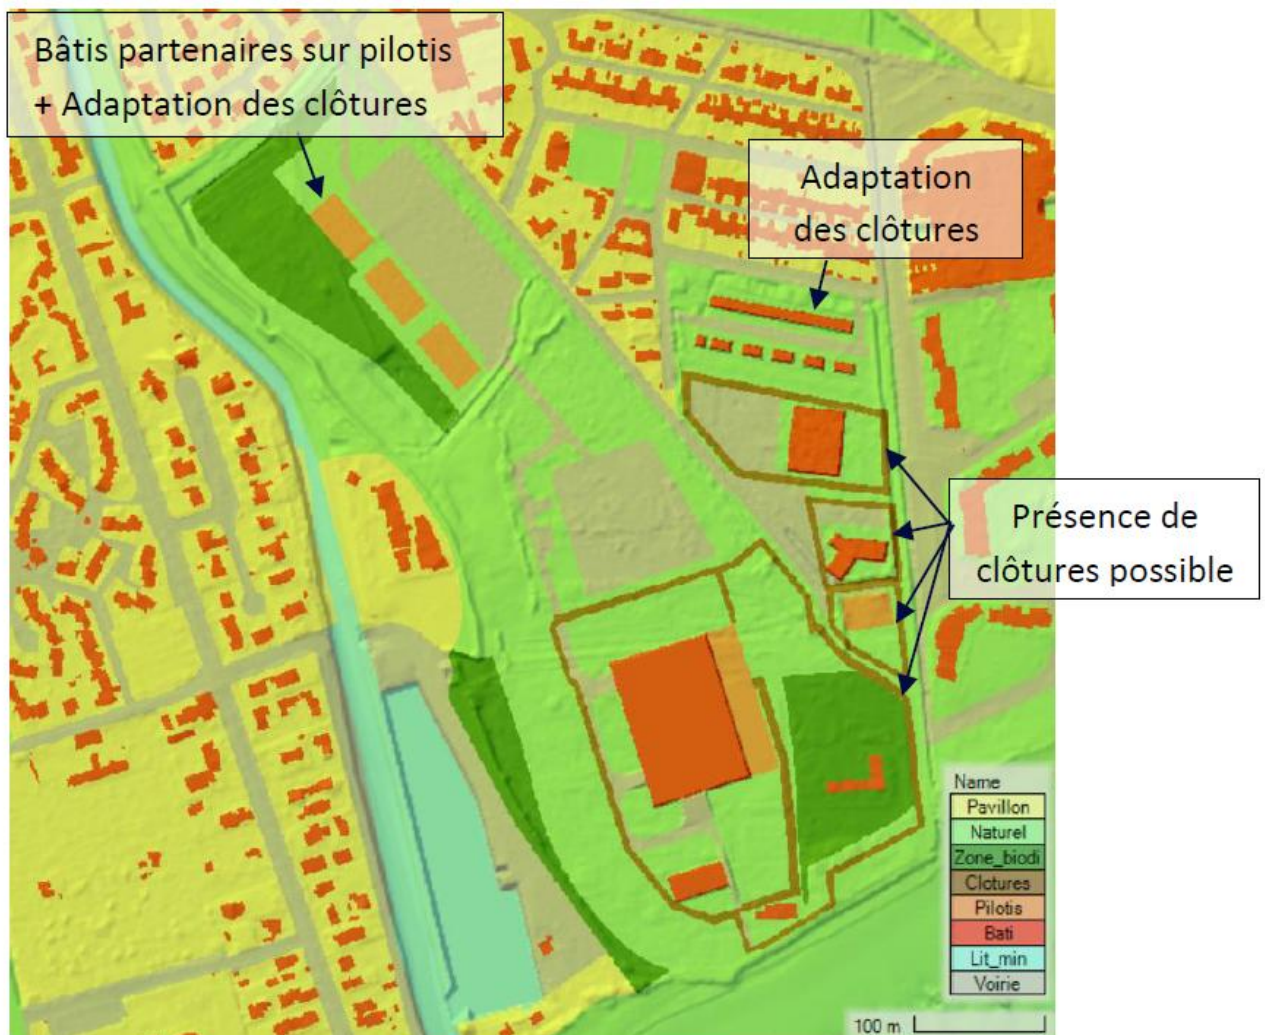 Bâtis partenaires sur pilotis
+ Adaptation des clôtures
Adaptation
des clôtures
Présence de
clôtures possible
Name
Pavillon
Naturel
Zone_biodi
Clotures
Pilotis
Bati
Lit_min
Voirie
100 m